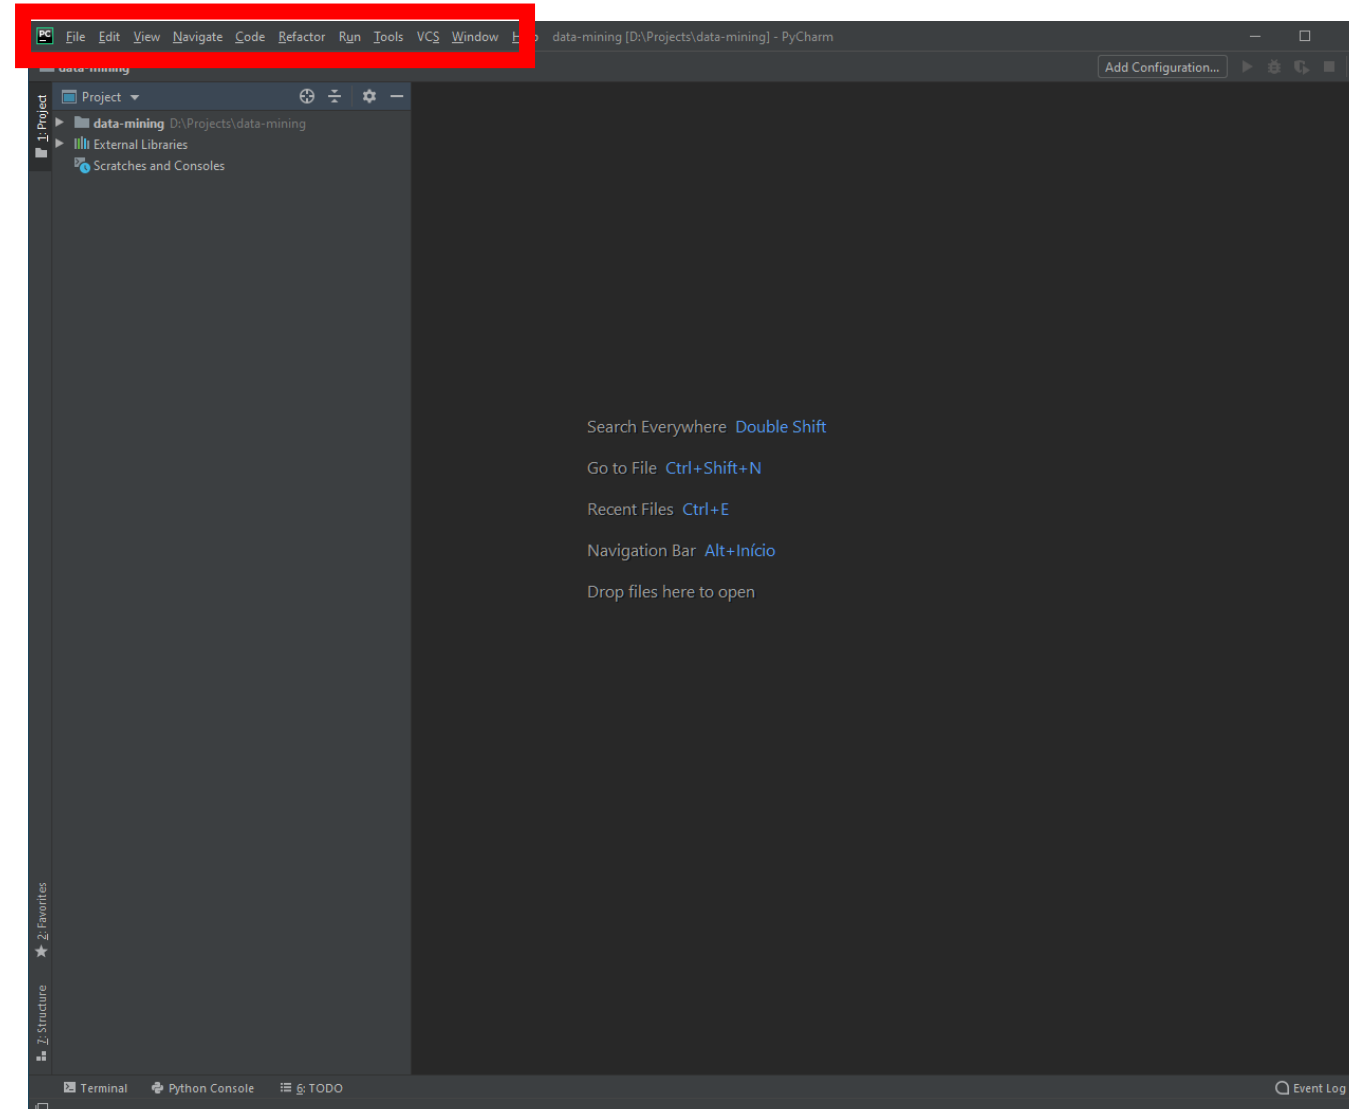 PC File Edit View Navigate Code Refactor Run Tools VCS Window data-mining [D:\Projects\data-mining] - PyCharm
data-mining Add Configuration...
1: Project
Project
data-mining D:\Projects\data-mining
External Libraries
Scratches and Consoles
Search Everywhere Double Shift
Go to File Ctrl+Shift+N
Recent Files Ctrl+E
Navigation Bar Alt+Início
Drop files here to open
2: Favorites
7: Structure
Terminal Python Console 6: TODO Event Log